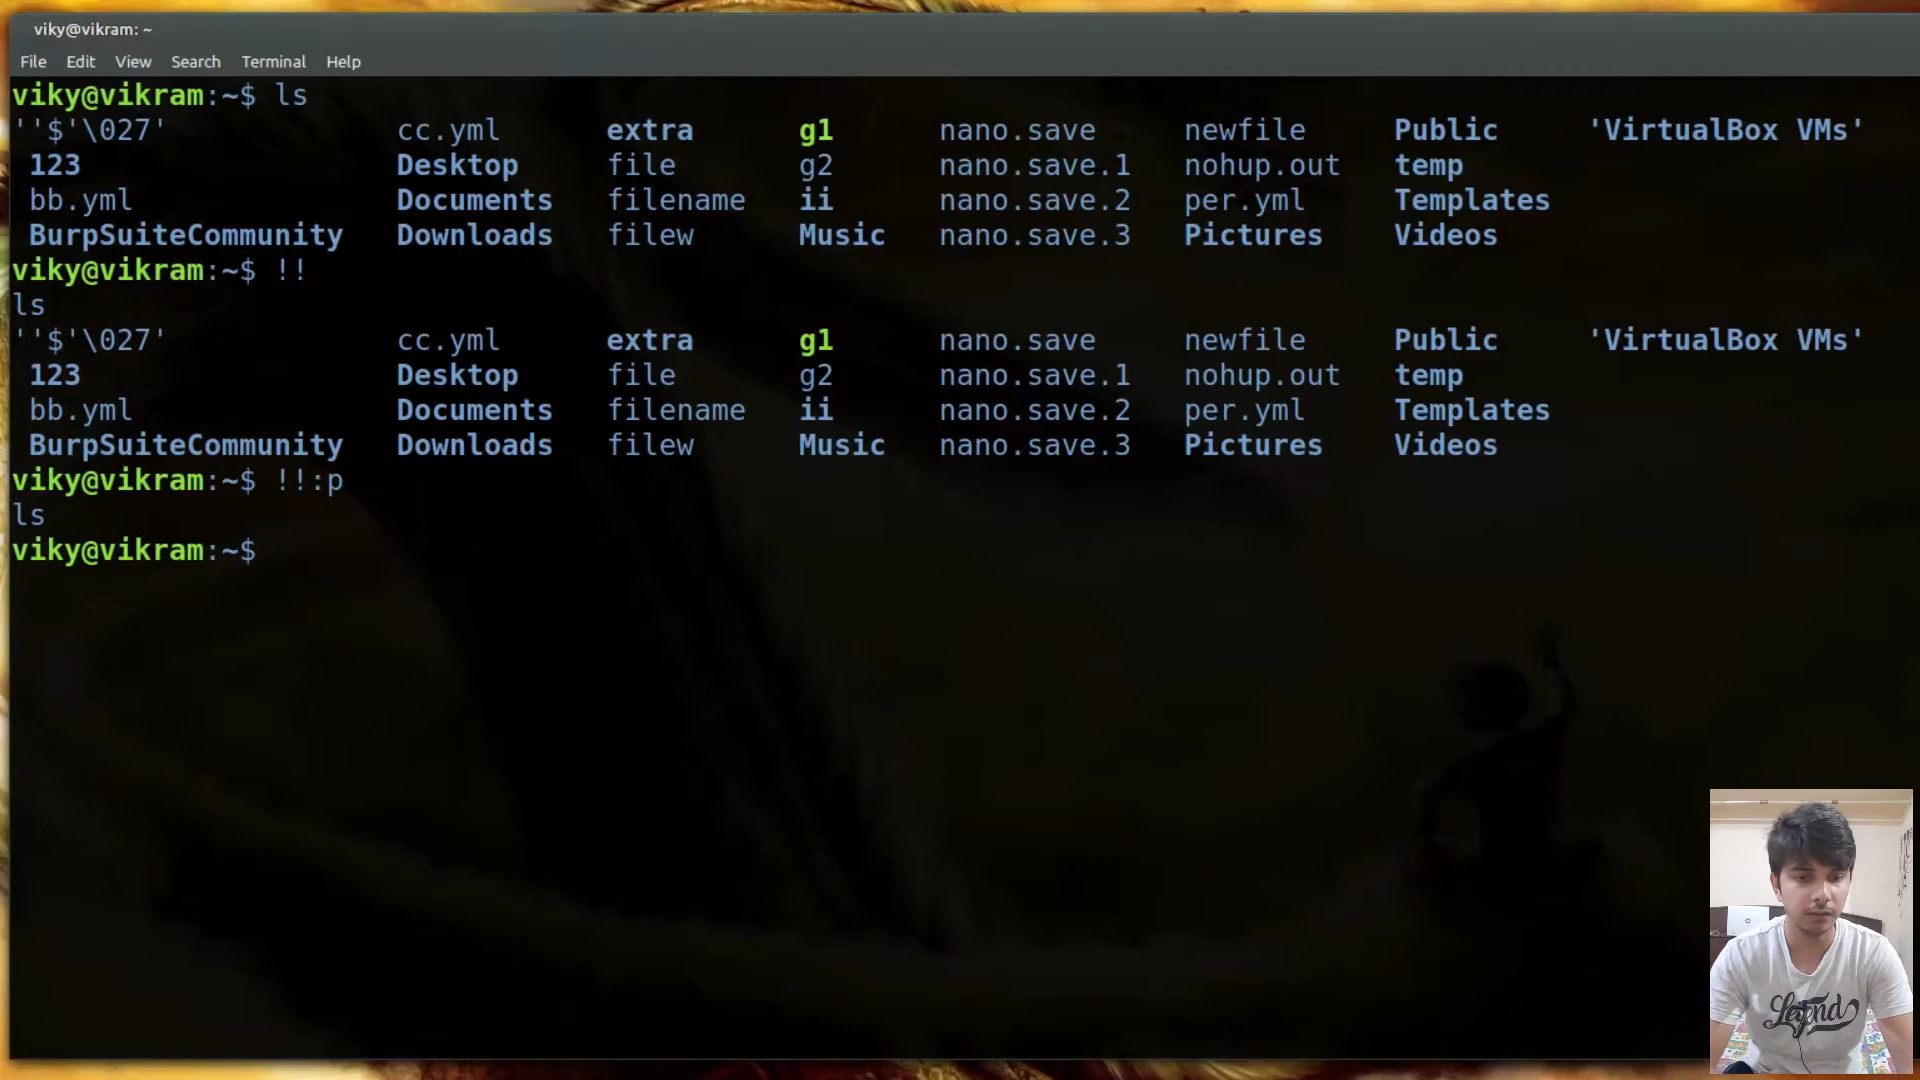 viky@vikram: ~
File Edit View Search Terminal Help
viky@vikram:~$ ls
''$'\027' cc.yml extra g1 nano.save newfile Public 'VirtualBox VMs'
123 Desktop file g2 nano.save.1 nohup.out temp
bb.yml Documents filename ii nano.save.2 per.yml Templates
BurpSuiteCommunity Downloads filew Music nano.save.3 Pictures Videos
viky@vikram:~$ !!
ls
''$'\027' cc.yml extra g1 nano.save newfile Public 'VirtualBox VMs'
123 Desktop file g2 nano.save.1 nohup.out temp
bb.yml Documents filename ii nano.save.2 per.yml Templates
BurpSuiteCommunity Downloads filew Music nano.save.3 Pictures Videos
viky@vikram:~$ !!:p
ls
viky@vikram:~$
Legend